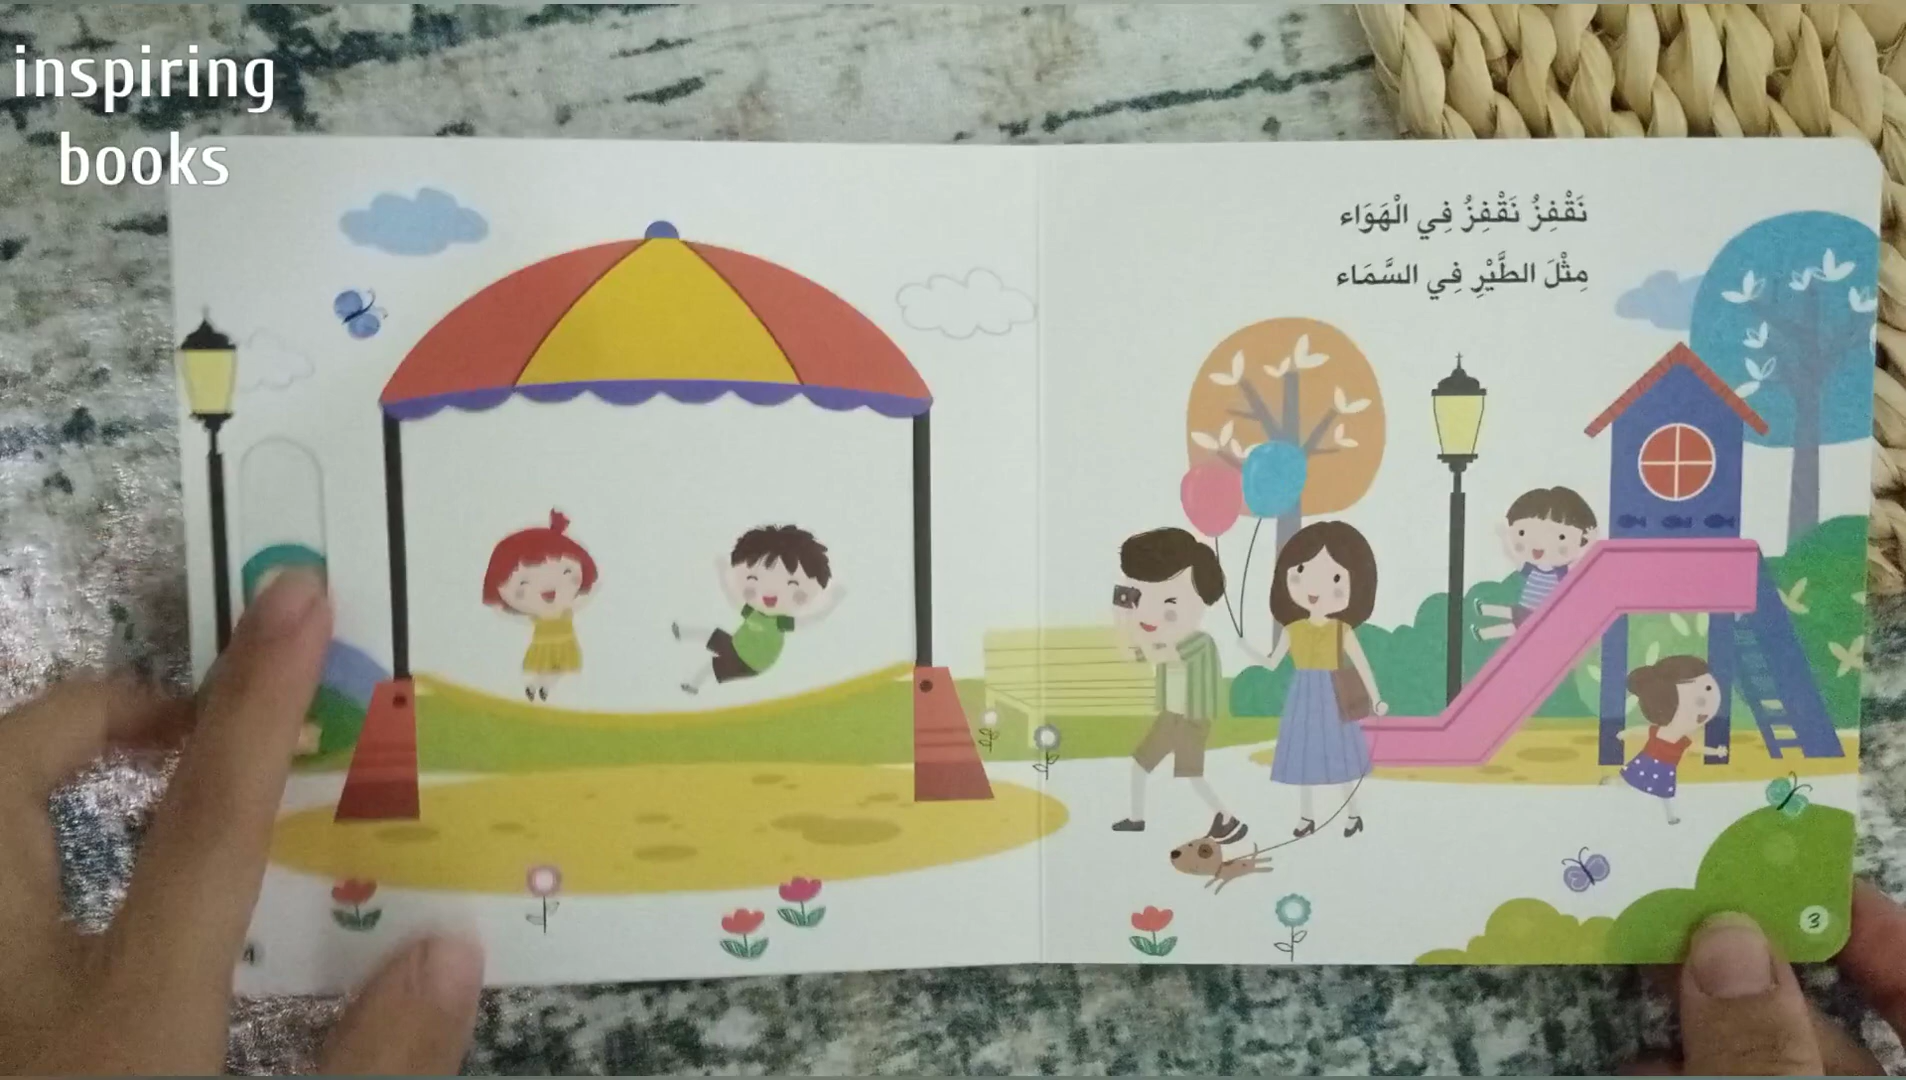 inspiring
books
نَقْفِزُ نَقْفِزُ فِي الْهَوَاء
مِثْلَ الطَّيْرِ فِي السَّمَاء
4
3